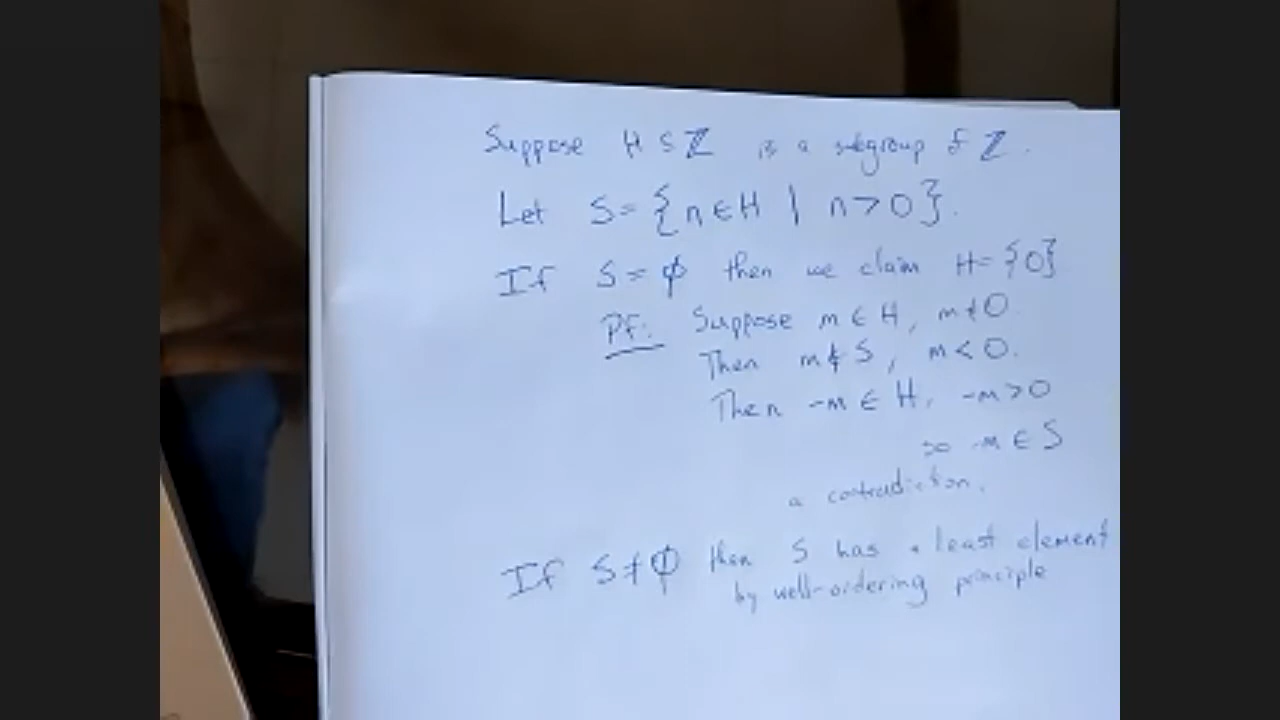 Suppose H ≤ ℤ is a subgroup of ℤ.
Let S = {n ∈ H | n > 0}.
If S = ∅ then we claim H = {0}
Pf: Suppose m ∈ H, m ≠ 0.
Then m ∉ S, m < 0.
Then -m ∈ H, -m > 0
so -m ∈ S
a contradiction.
If S ≠ ∅ then S has a least element
by well-ordering principle